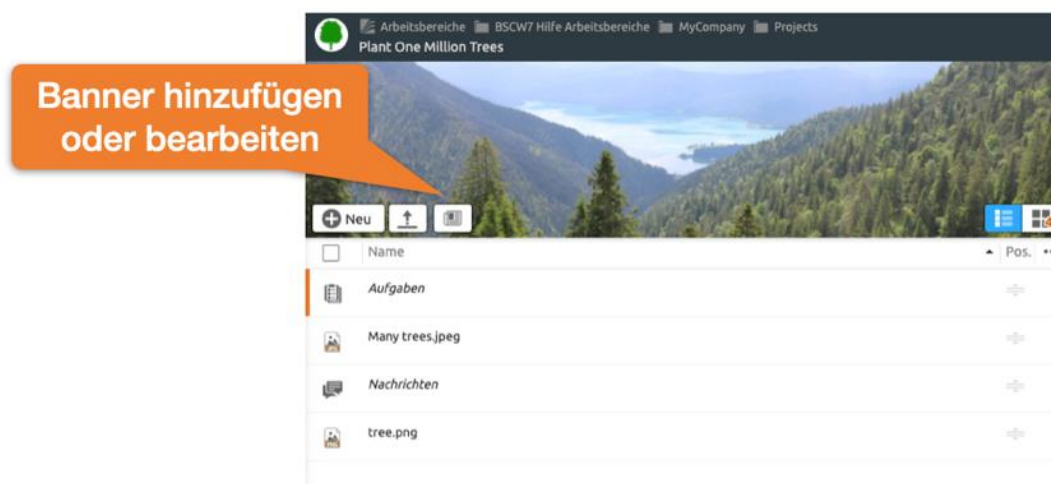 Arbeitsbereiche BSCW7 Hilfe Arbeitsbereiche MyCompany Projects
Plant One Million Trees
Banner hinzufügen
oder bearbeiten
Neu
Name Pos.
Aufgaben
Many trees.jpeg
Nachrichten
tree.png